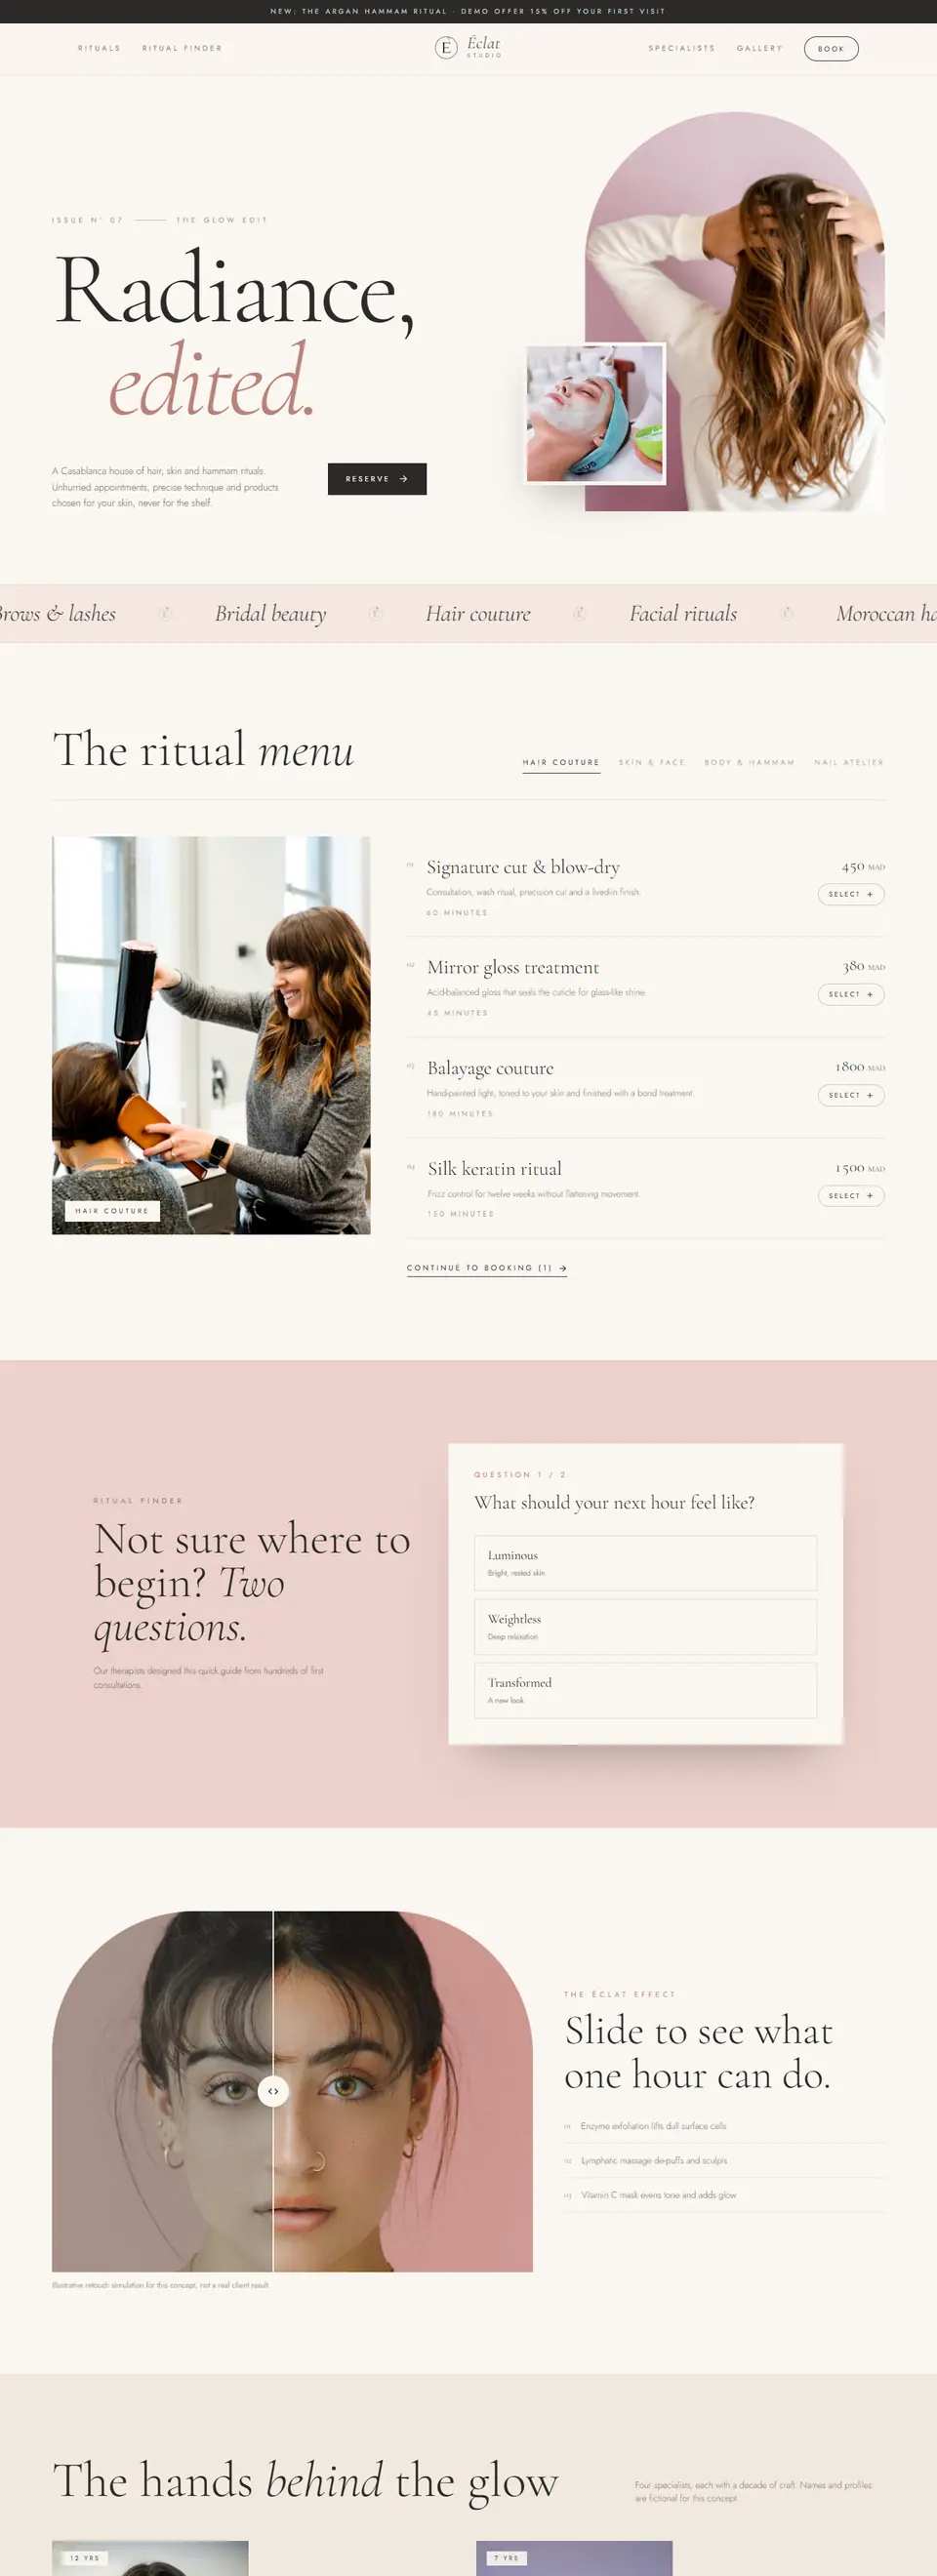 NEW: THE ARGAN HAMMAM RITUAL - DEMO OFFER 15% OFF YOUR FIRST VISIT
RITUALS
RITUAL FINDER
É
Éclat
STUDIO
SPECIALISTS
GALLERY
BOOK
ISSUE N° 07
THE GLOW EDIT
Radiance,
edited.
A Casablanca house of hair, skin and hammam rituals.
Unhurried appointments, precise technique and products
chosen for your skin, never for the shelf.
RESERVE
Brows & lashes
Bridal beauty
Hair couture
Facial rituals
Moroccan ha
The ritual menu
HAIR COUTURE
SKIN & FACE
BODY & HAMMAM
NAIL ATELIER
01
Signature cut & blow-dry
450 MAD
Consultation, wash ritual, precision cut and a lived-in finish.
SELECT +
60 MINUTES
02
Mirror gloss treatment
380 MAD
Acid-balanced gloss that seals the cuticle for glass-like shine.
SELECT +
45 MINUTES
03
Balayage couture
1800 MAD
Hand-painted light, toned to your skin and finished with a bond treatment.
SELECT +
180 MINUTES
04
Silk keratin ritual
1500 MAD
Frizz control for twelve weeks without flattening movement.
SELECT +
150 MINUTES
HAIR COUTURE
CONTINUE TO BOOKING (1)
RITUAL FINDER
Not sure where to
begin? Two
questions.
Our therapists designed this quick guide from hundreds of first
consultations.
QUESTION 1 / 2
What should your next hour feel like?
Luminous
Bright, rested skin
Weightless
Deep relaxation
Transformed
A new look
THE ÉCLAT EFFECT
Slide to see what
one hour can do.
01
Enzyme exfoliation lifts dull surface cells
02
Lymphatic massage de-puffs and sculpts
03
Vitamin C mask evens tone and adds glow
Illustrative retouch simulation for this concept, not a real client result.
The hands behind the glow
Four specialists, each with a decade of craft. Names and profiles
are fictional for this concept.
12 YRS
7 YRS